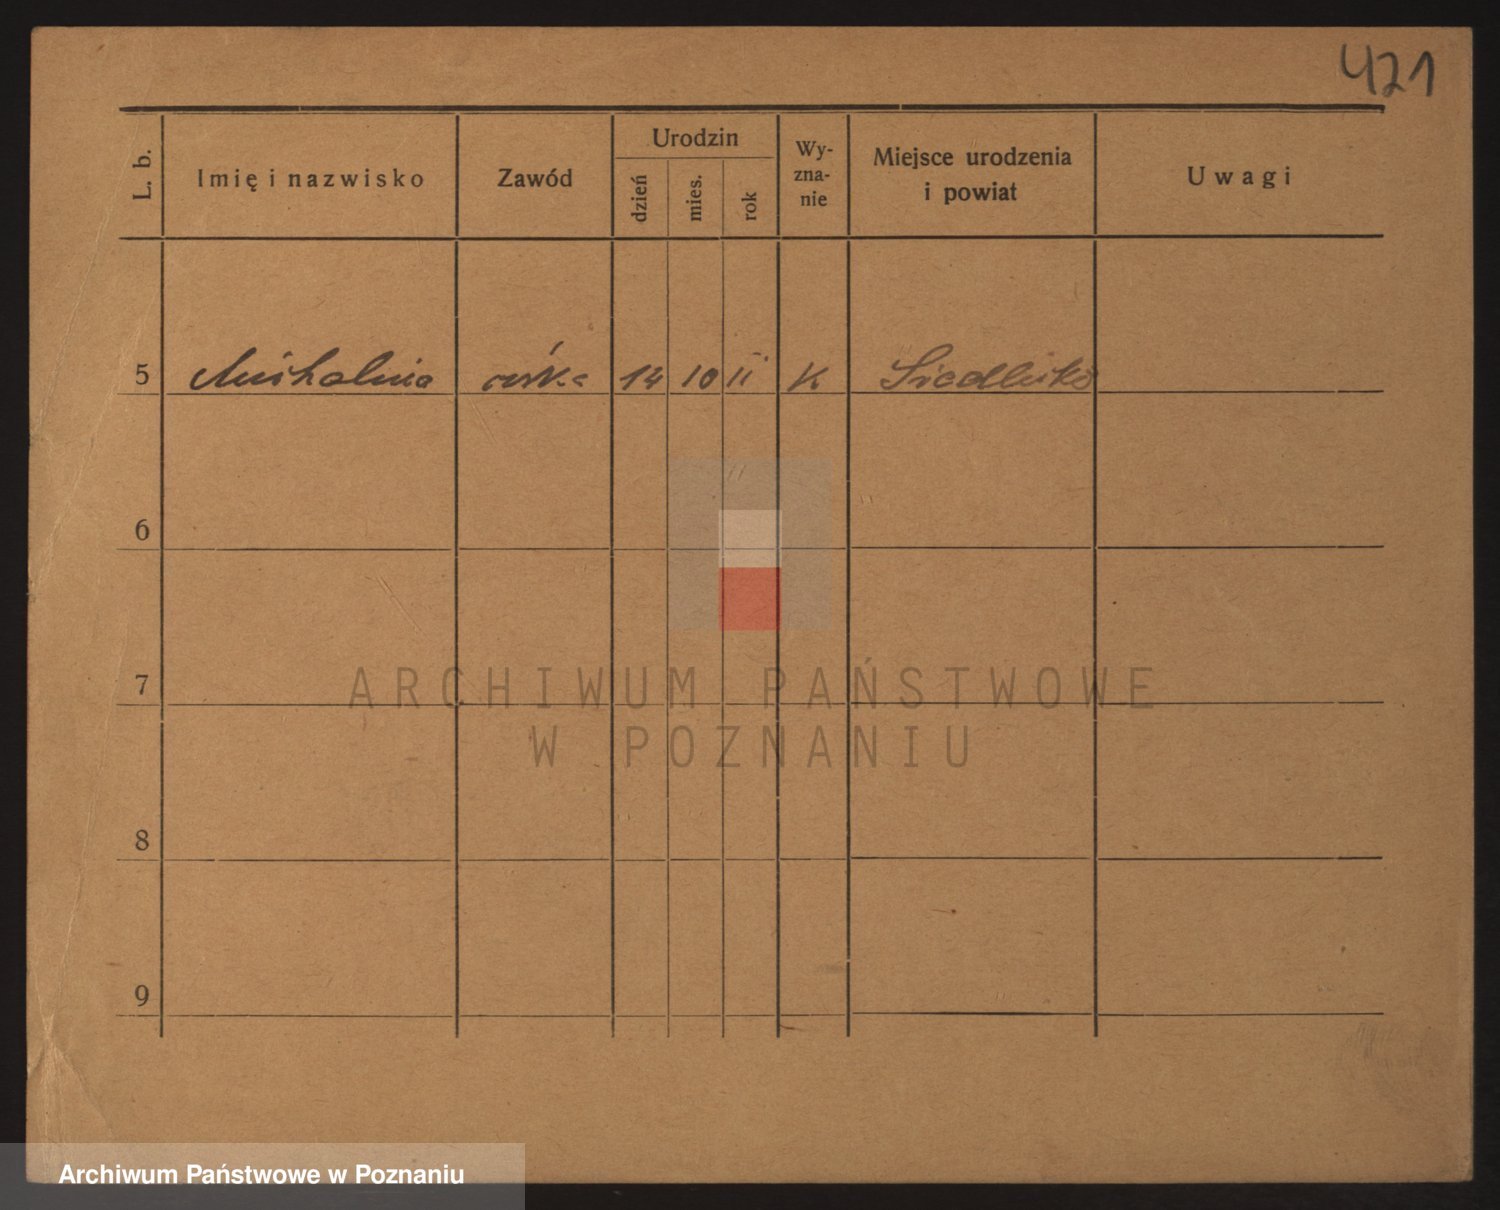 421
L. b.
Imię i nazwisko
Zawód
Urodzin
dzień
mies.
rok
Wy-
zna-
nie
Miejsce urodzenia
i powiat
Uwagi
5 Michalina córka 14 10 11 K Siedlisko
6
7
8
9
ARCHIWUM PAŃSTWOWE
W POZNANIU
Archiwum Państwowe w Poznaniu